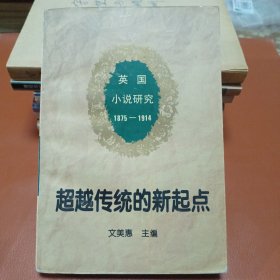 英国
小说研究
1875—1914
超越传统的新起点
文美惠 主编